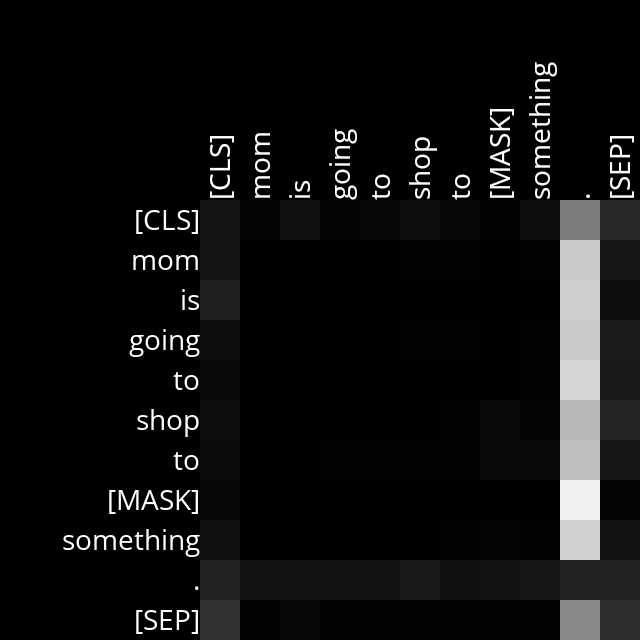 [CLS] mom is going to shop to [MASK] something . [SEP]
[CLS]
mom
is
going
to
shop
to
[MASK]
something
.
[SEP]